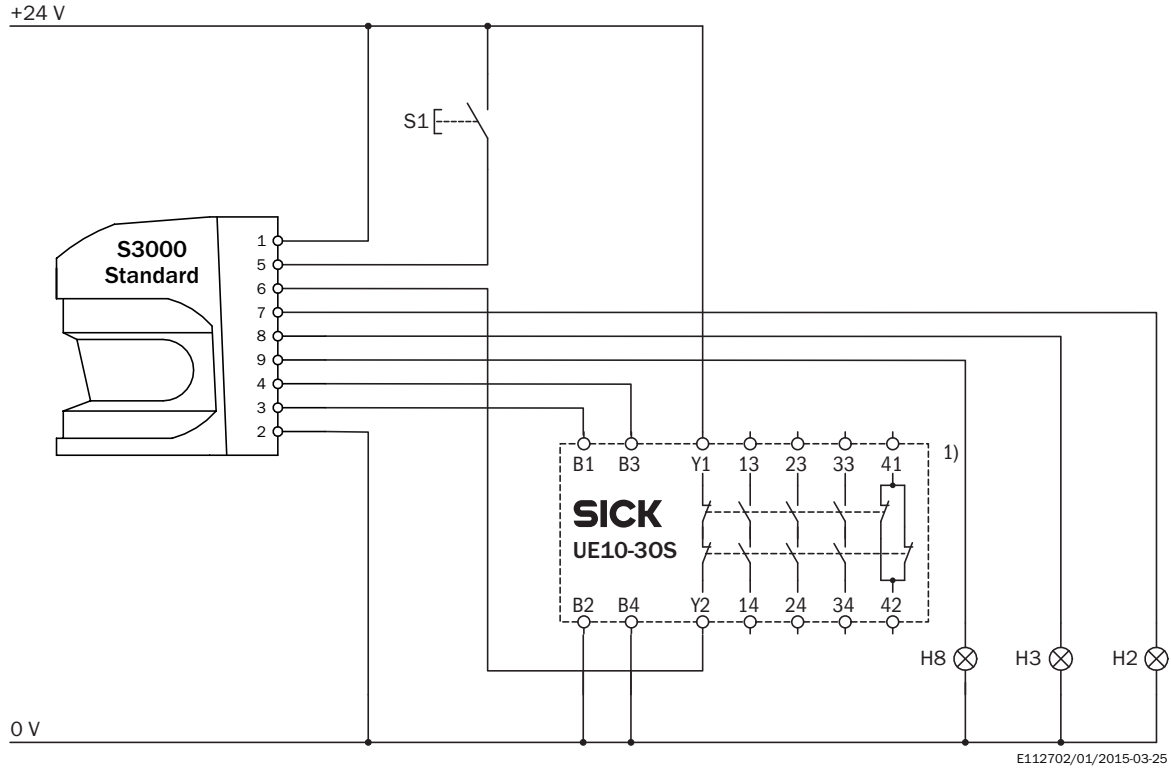 +24 V
S1
S3000
Standard
1
5
6
7
8
9
4
3
2
B1 B3 Y1 13 23 33 41
1)
SICK
UE10-30S
B2 B4 Y2 14 24 34 42
H8 H3 H2
0 V
E112702/01/2015-03-25